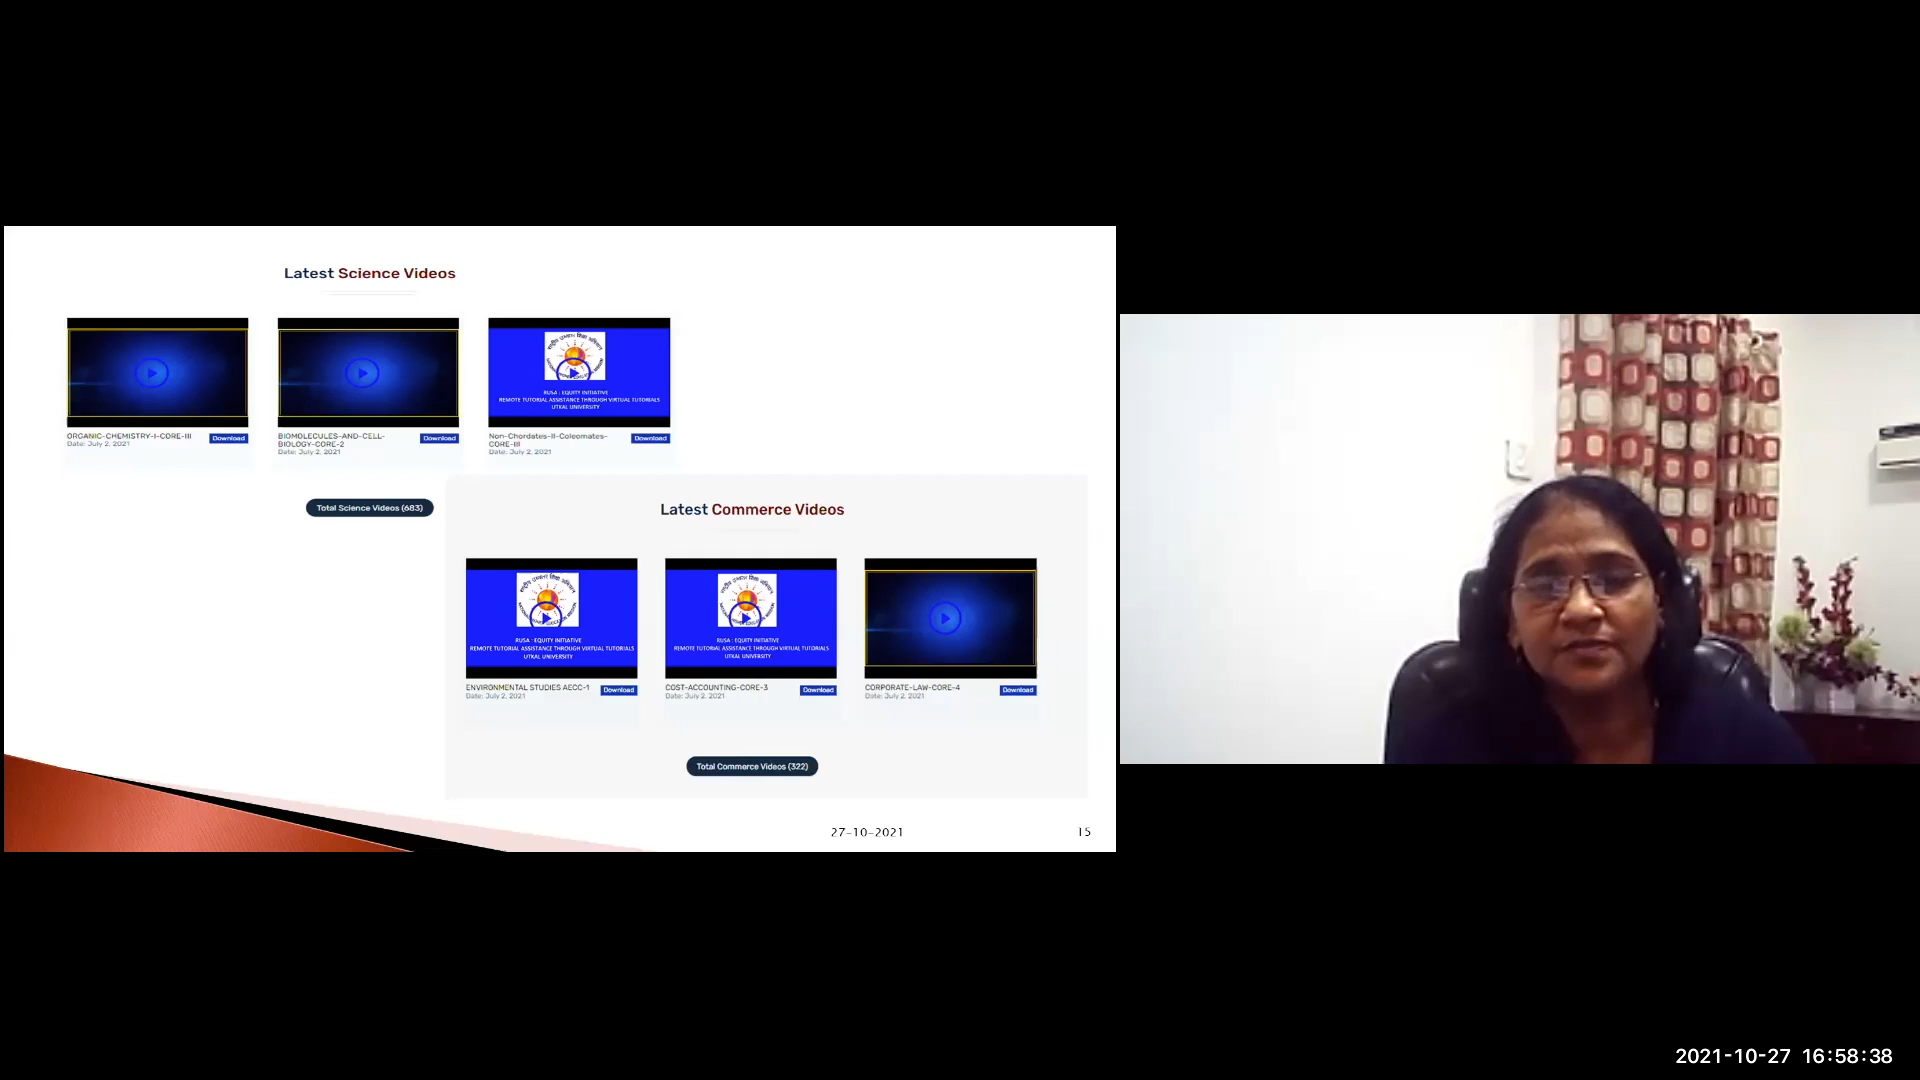 Latest Science Videos
RUSA : EQUITY INITIATIVE
REMOTE TUTORIAL ASSISTANCE THROUGH VIRTUAL TUTORIALS
UTKAL UNIVERSITY
ORGANIC-CHEMISTRY-I-CORE-III
Date: July 2, 2021
Download
BIOMOLECULES-AND-CELL-
BIOLOGY-CORE-2
Date: July 2, 2021
Download
Non-Chordates-II-Coleomates-
CORE-III
Date: July 2, 2021
Download
Total Science Videos (683)
Latest Commerce Videos
RUSA : EQUITY INITIATIVE
REMOTE TUTORIAL ASSISTANCE THROUGH VIRTUAL TUTORIALS
UTKAL UNIVERSITY
RUSA : EQUITY INITIATIVE
REMOTE TUTORIAL ASSISTANCE THROUGH VIRTUAL TUTORIALS
UTKAL UNIVERSITY
ENVIRONMENTAL STUDIES AECC-1
Date: July 2, 2021
Download
COST-ACCOUNTING-CORE-3
Date: July 2, 2021
Download
CORPORATE-LAW-CORE-4
Date: July 2, 2021
Download
Total Commerce Videos (322)
27-10-2021
15
2021-10-27 16:58:38